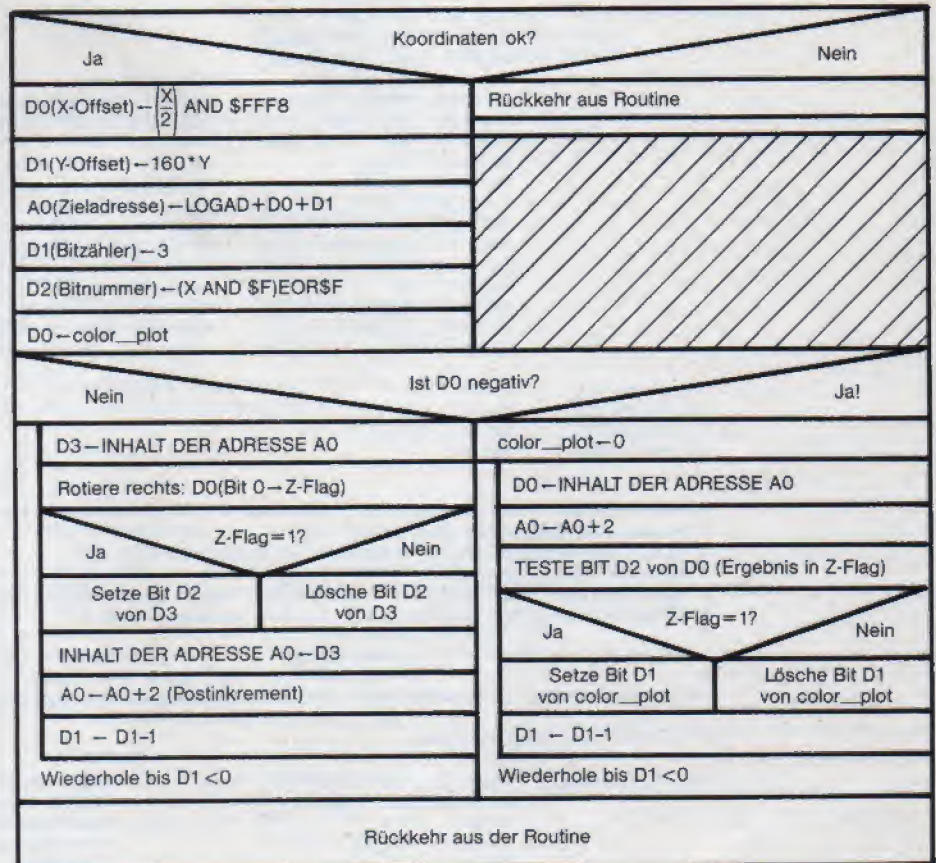 Koordinaten ok?
Ja
Nein
D0(X-Offset)←(X/2) AND $FFF8
Rückkehr aus Routine
D1(Y-Offset)←160*Y
A0(Zieladresse)←LOGAD+D0+D1
D1(Bitzähler)←3
D2(Bitnummer)←(X AND $F)EOR$F
D0←color__plot
Ist D0 negativ?
Nein
Ja!
D3←INHALT DER ADRESSE A0
Rotiere rechts: D0(Bit 0→Z-Flag)
Z-Flag=1?
Ja
Nein
Setze Bit D2
von D3
Lösche Bit D2
von D3
INHALT DER ADRESSE A0←D3
A0←A0+2 (Postinkrement)
D1 ← D1-1
Wiederhole bis D1<0
color__plot←0
D0←INHALT DER ADRESSE A0
A0←A0+2
TESTE BIT D2 von D0 (Ergebnis in Z-Flag)
Z-Flag=1?
Ja
Nein
Setze Bit D1
von color__plot
Lösche Bit D1
von color__plot
D1 ← D1-1
Wiederhole bis D1<0
Rückkehr aus der Routine